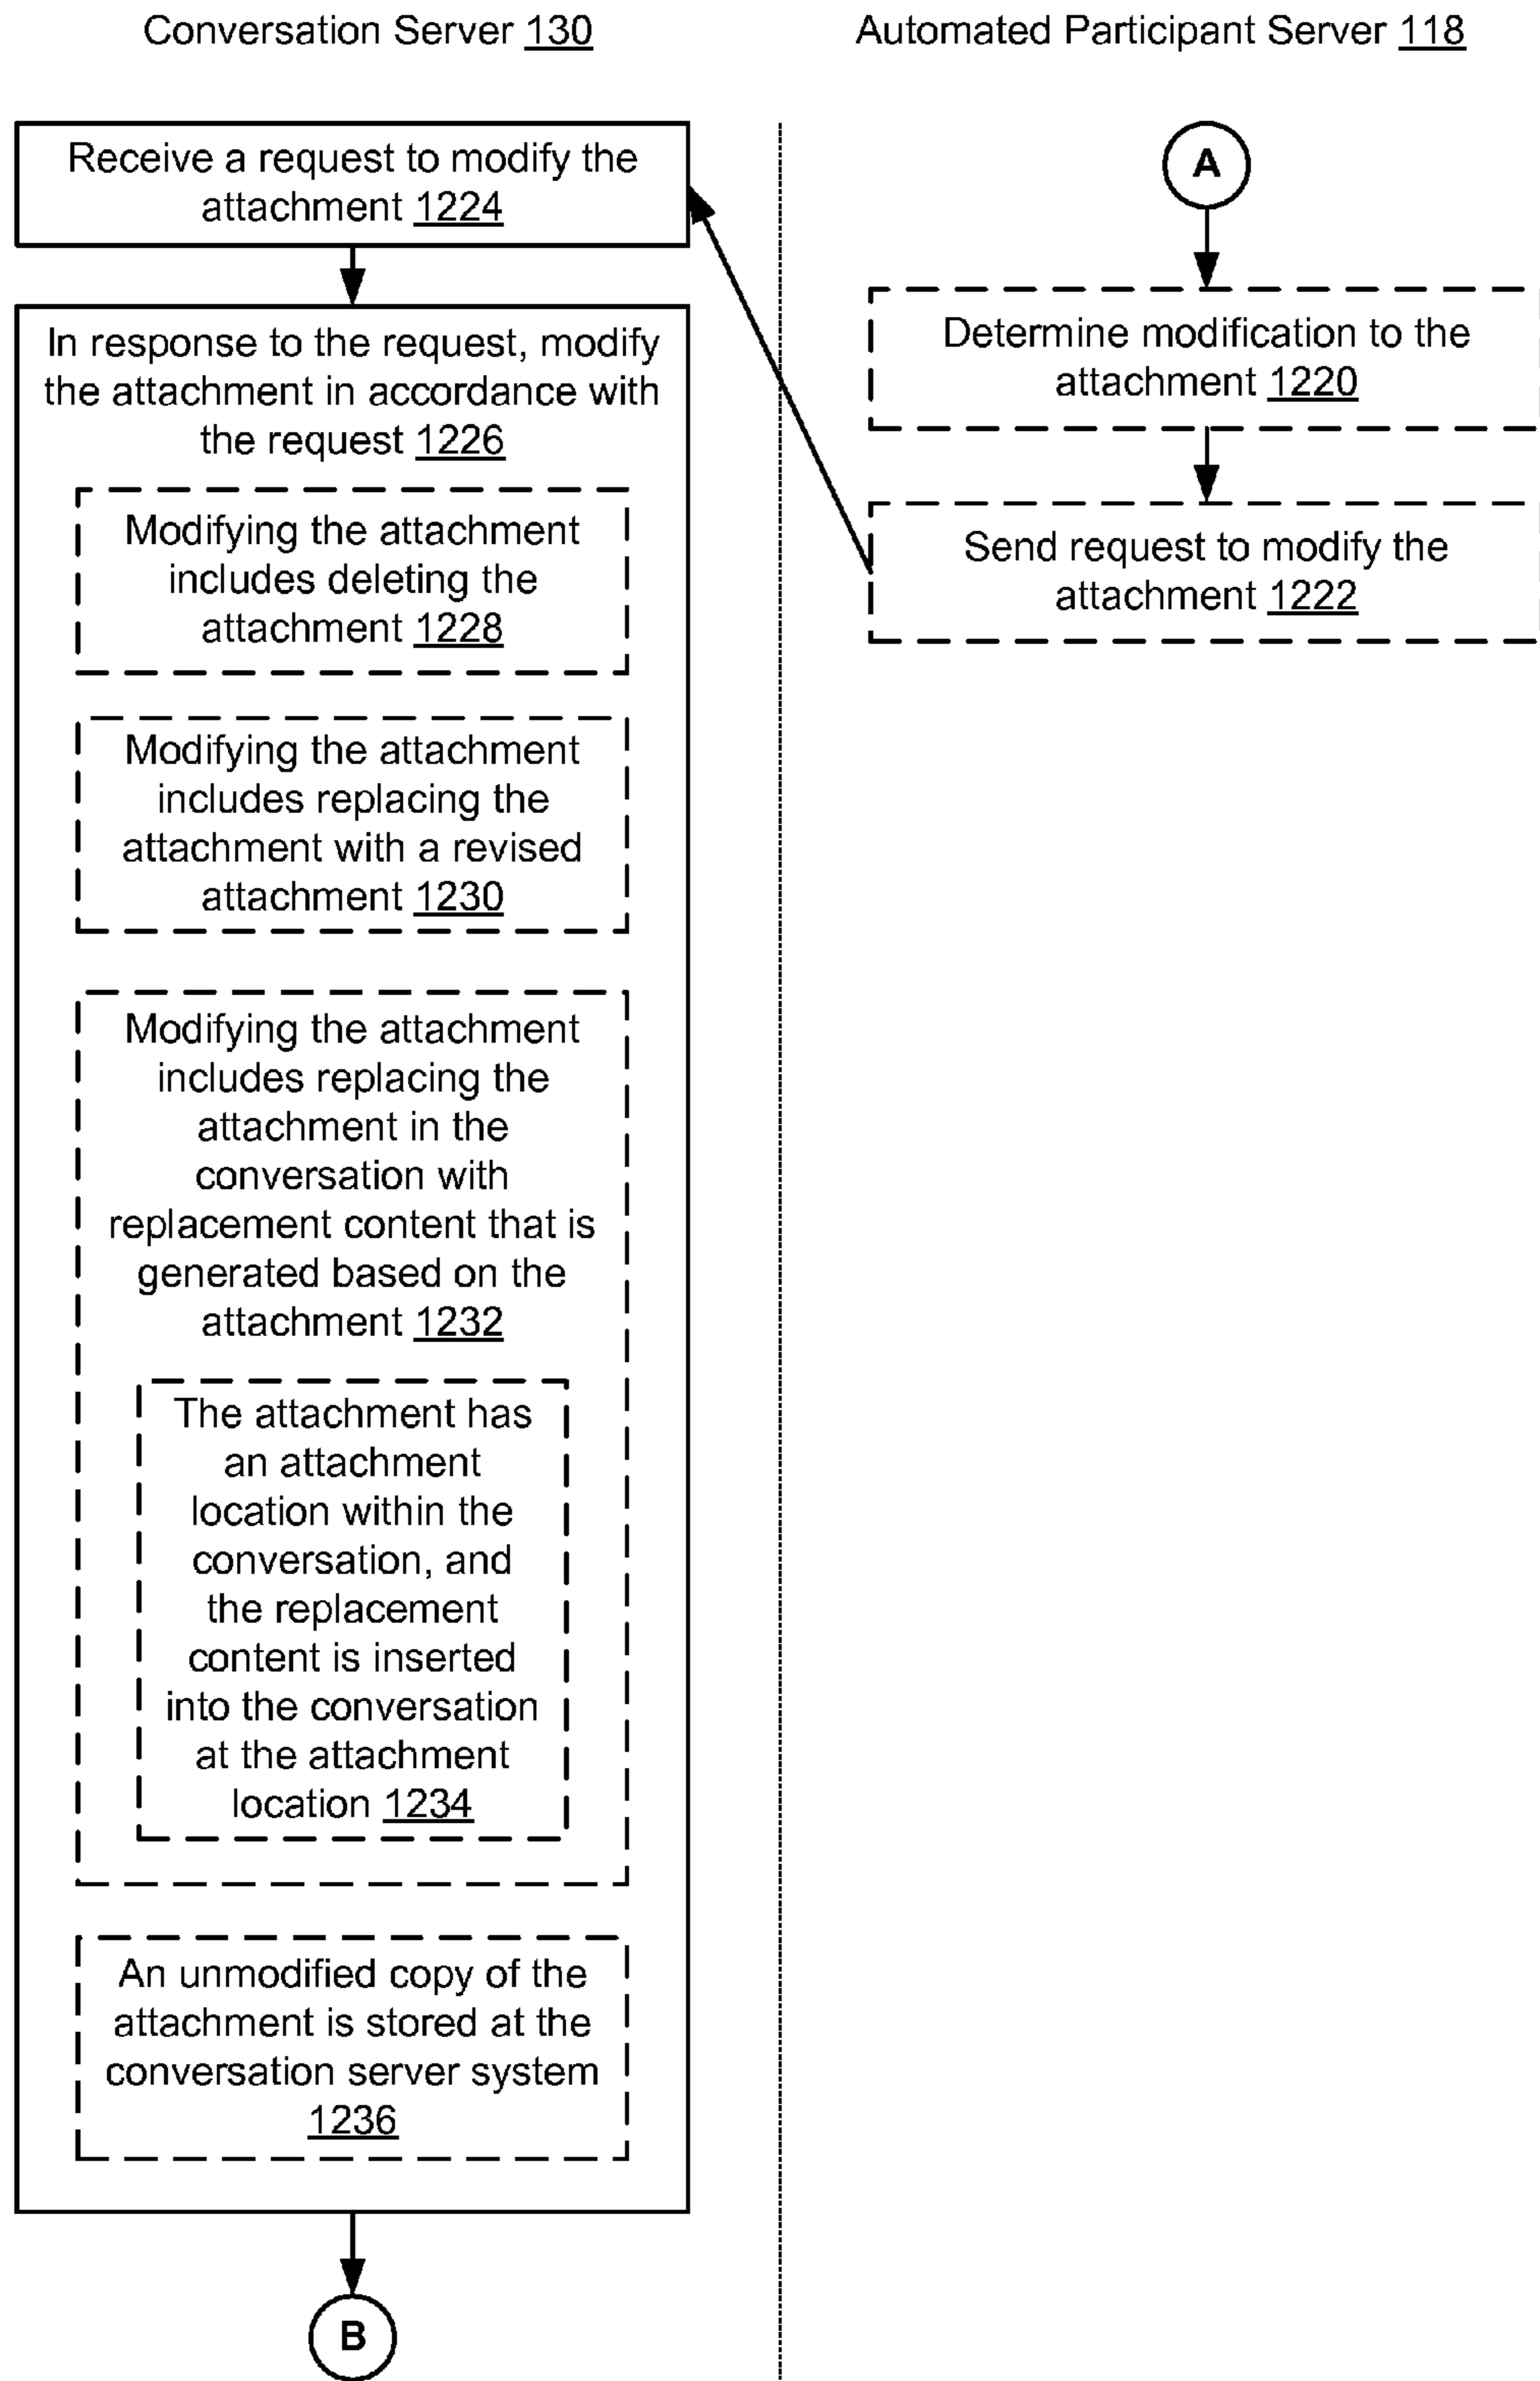 Conversation Server 130
Automated Participant Server 118
Receive a request to modify the
attachment 1224
In response to the request, modify
the attachment in accordance with
the request 1226
Modifying the attachment
includes deleting the
attachment 1228
Modifying the attachment
includes replacing the
attachment with a revised
attachment 1230
Modifying the attachment
includes replacing the
attachment in the
conversation with
replacement content that is
generated based on the
attachment 1232
The attachment has
an attachment
location within the
conversation, and
the replacement
content is inserted
into the conversation
at the attachment
location 1234
An unmodified copy of the
attachment is stored at the
conversation server system
1236
B
A
Determine modification to the
attachment 1220
Send request to modify the
attachment 1222